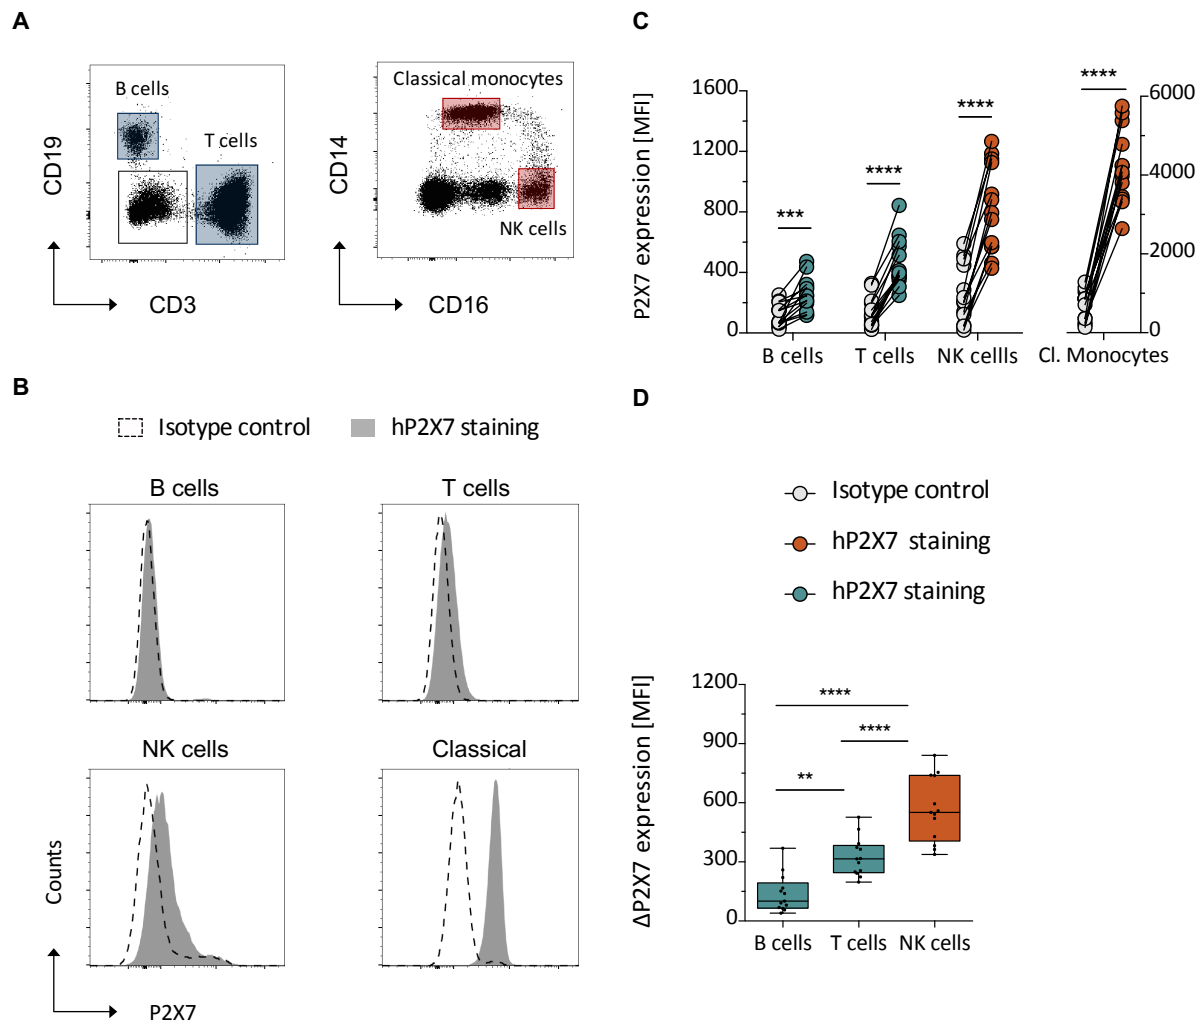 A
B cells
T cells
CD19
CD3
Classical monocytes
NK cells
CD14
CD16
B
Isotype control
hP2X7 staining
B cells
T cells
NK cells
Classical
Counts
P2X7
C
P2X7 expression [MFI]
1600
1200
800
400
0
***
****
****
****
6000
4000
2000
0
B cells
T cells
NK cellls
Cl. Monocytes
D
Isotype control
hP2X7 staining
hP2X7 staining
ΔP2X7 expression [MFI]
1200
900
600
300
0
****
****
**
B cells
T cells
NK cells